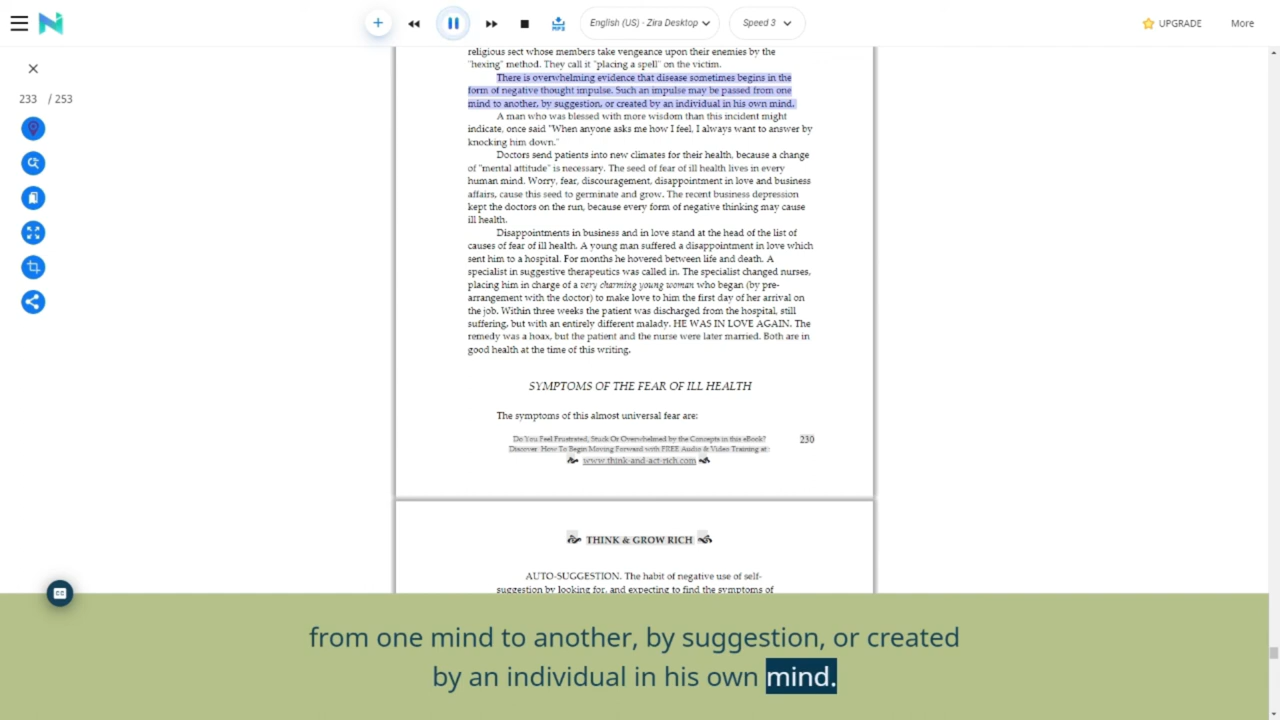 English (US) - Zira Desktop
Speed 3
UPGRADE
More
MP3
233 / 253
religious sect whose members take vengeance upon their enemies by the
"hexing" method. They call it "placing a spell" on the victim.
There is overwhelming evidence that disease sometimes begins in the
form of negative thought impulse. Such an impulse may be passed from one
mind to another, by suggestion, or created by an individual in his own mind.
A man who was blessed with more wisdom than this incident might
indicate, once said "When anyone asks me how I feel, I always want to answer by
knocking him down."
Doctors send patients into new climates for their health, because a change
of "mental attitude" is necessary. The seed of fear of ill health lives in every
human mind. Worry, fear, discouragement, disappointment in love and business
affairs, cause this seed to germinate and grow. The recent business depression
kept the doctors on the run, because every form of negative thinking may cause
ill health.
Disappointments in business and in love stand at the head of the list of
causes of fear of ill health. A young man suffered a disappointment in love which
sent him to a hospital. For months he hovered between life and death. A
specialist in suggestive therapeutics was called in. The specialist changed nurses,
placing him in charge of a very charming young woman who began (by pre-
arrangement with the doctor) to make love to him the first day of her arrival on
the job. Within three weeks the patient was discharged from the hospital, still
suffering, but with an entirely different malady. HE WAS IN LOVE AGAIN. The
remedy was a hoax, but the patient and the nurse were later married. Both are in
good health at the time of this writing.
SYMPTOMS OF THE FEAR OF ILL HEALTH
The symptoms of this almost universal fear are:
Do You Feel Frustrated, Stuck Or Overwhelmed by the Concepts in this eBook?
230
Discover How To Begin Moving Forward with FREE Audio & Video Training at:
www.think-and-act-rich.com
THINK & GROW RICH
AUTO-SUGGESTION. The habit of negative use of self-
suggestion by looking for, and expecting to find the symptoms of
CC
from one mind to another, by suggestion, or created
by an individual in his own mind.